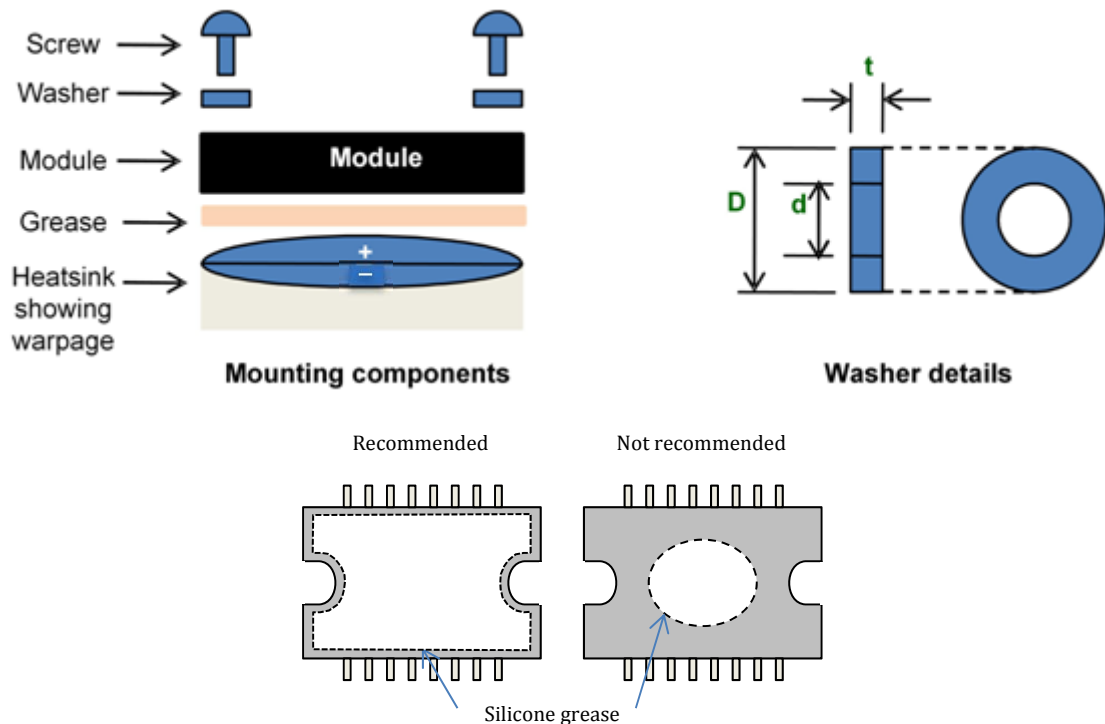 Screw
Washer
Module
Module
Grease
+
−
Heatsink
showing
warpage
Mounting components
t
D
d
Washer details
Recommended
Not recommended
Silicone grease